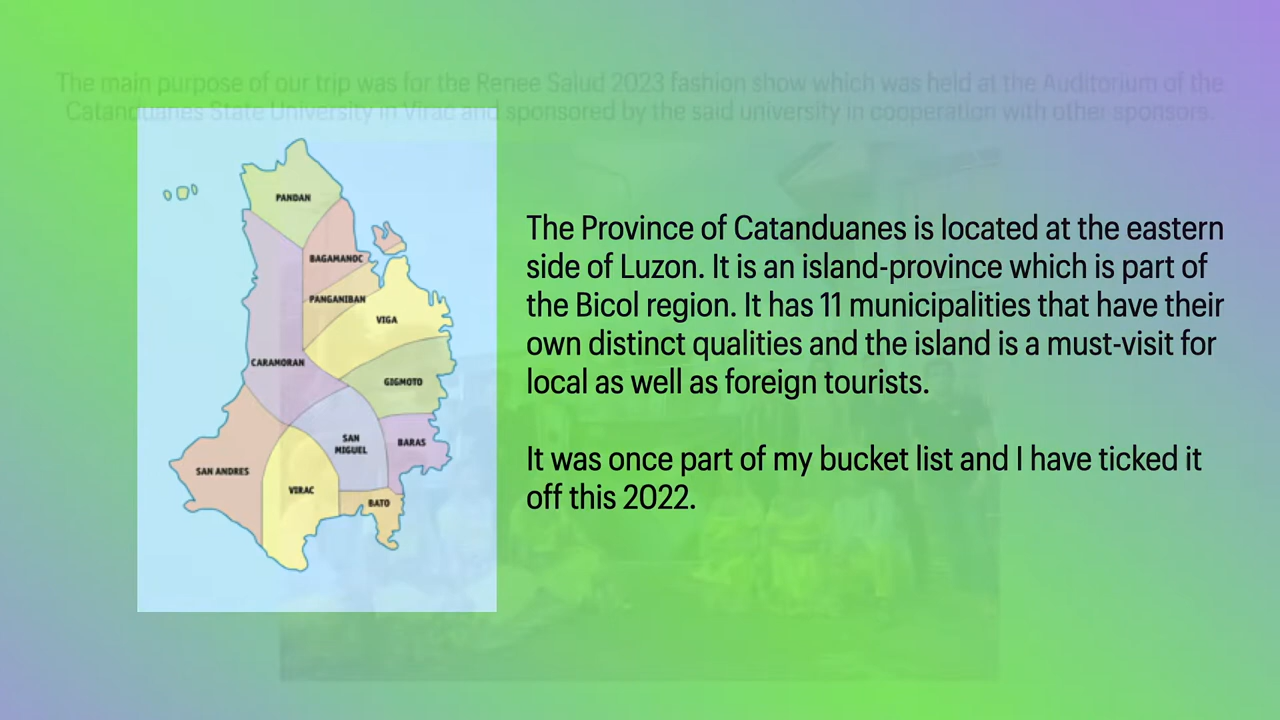 The main purpose of our trip was for the Renee Salud 2023 fashion show which was held at the Auditorium of the
Catanduanes State University in Virac and sponsored by the said university in cooperation with other sponsors.
PANDAN
BAGAMANOC
PANGANIBAN
VIGA
CARAMORAN
GIGMOTO
SAN
MIGUEL
BARAS
SAN ANDRES
VIRAC
BATO
The Province of Catanduanes is located at the eastern
side of Luzon. It is an island-province which is part of
the Bicol region. It has 11 municipalities that have their
own distinct qualities and the island is a must-visit for
local as well as foreign tourists.
It was once part of my bucket list and I have ticked it
off this 2022.